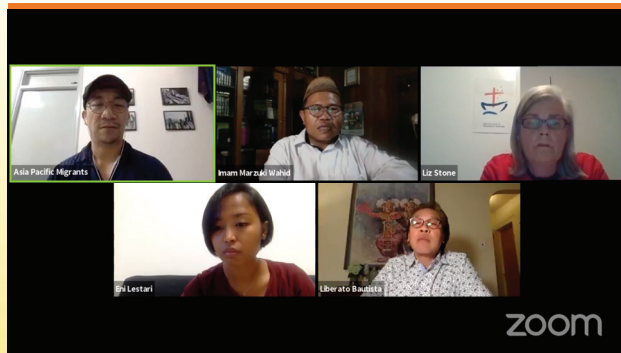 Asia Pacific Migrants
Imam Marzuki Wahid
Liz Stone
Eni Lestari
Liberato Bautista
zoom